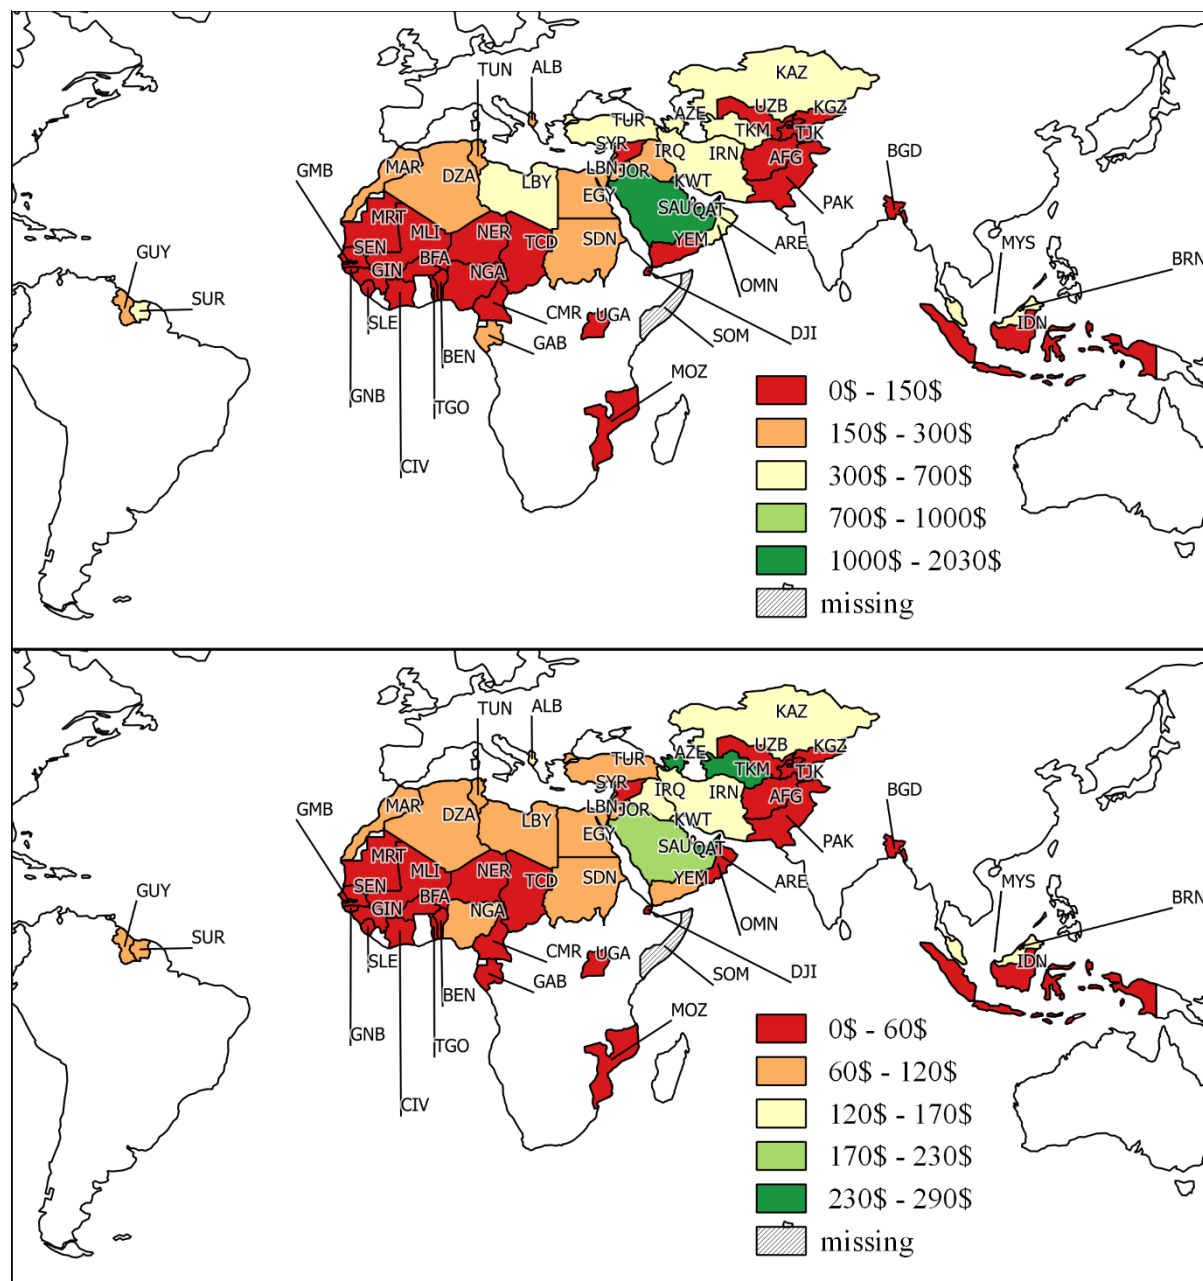 TUN
ALB
KAZ
UZB
KGZ
AZE
TUR
TKM
TJK
SYR
IRQ
IRN
AFG
BGD
GMB
MAR
DZA
LBY
LBN
JOR
KWT
EGY
PAK
SAU
QAT
MRT
MLI
NER
TCD
SDN
YEM
ARE
MYS
GUY
SEN
BFA
BRN
GIN
NGA
OMN
SUR
SLE
CMR
UGA
SOM
DJI
IDN
GAB
BEN
MOZ
GNB
TGO
CIV
0$ - 150$
150$ - 300$
300$ - 700$
700$ - 1000$
1000$ - 2030$
missing
TUN
ALB
KAZ
UZB
KGZ
AZE
TUR
TKM
TJK
SYR
IRQ
IRN
AFG
BGD
GMB
MAR
DZA
LBY
LBN
JOR
KWT
EGY
PAK
SAU
QAT
MRT
MLI
NER
TCD
SDN
YEM
ARE
MYS
GUY
SEN
BFA
BRN
GIN
NGA
OMN
SUR
SLE
CMR
UGA
SOM
DJI
IDN
GAB
BEN
MOZ
GNB
TGO
CIV
0$ - 60$
60$ - 120$
120$ - 170$
170$ - 230$
230$ - 290$
missing